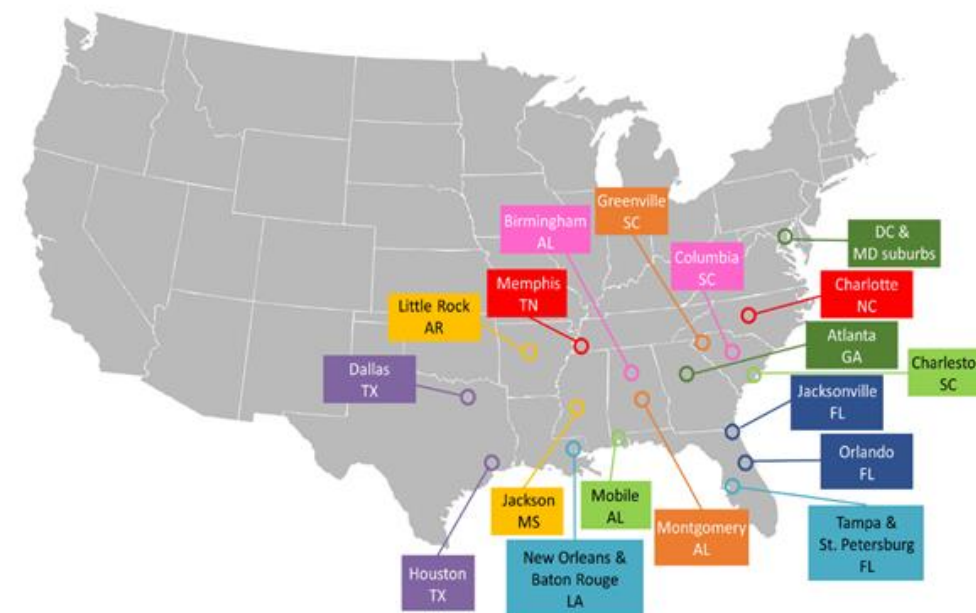 Greenville
SC
Birmingham
AL
DC &
MD suburbs
Columbia
SC
Memphis
TN
Charlotte
NC
Little Rock
AR
Atlanta
GA
Charlesto
SC
Dallas
TX
Jacksonville
FL
Orlando
FL
Jackson
MS
Mobile
AL
Montgomery
AL
Tampa &
St. Petersburg
FL
New Orleans &
Baton Rouge
LA
Houston
TX